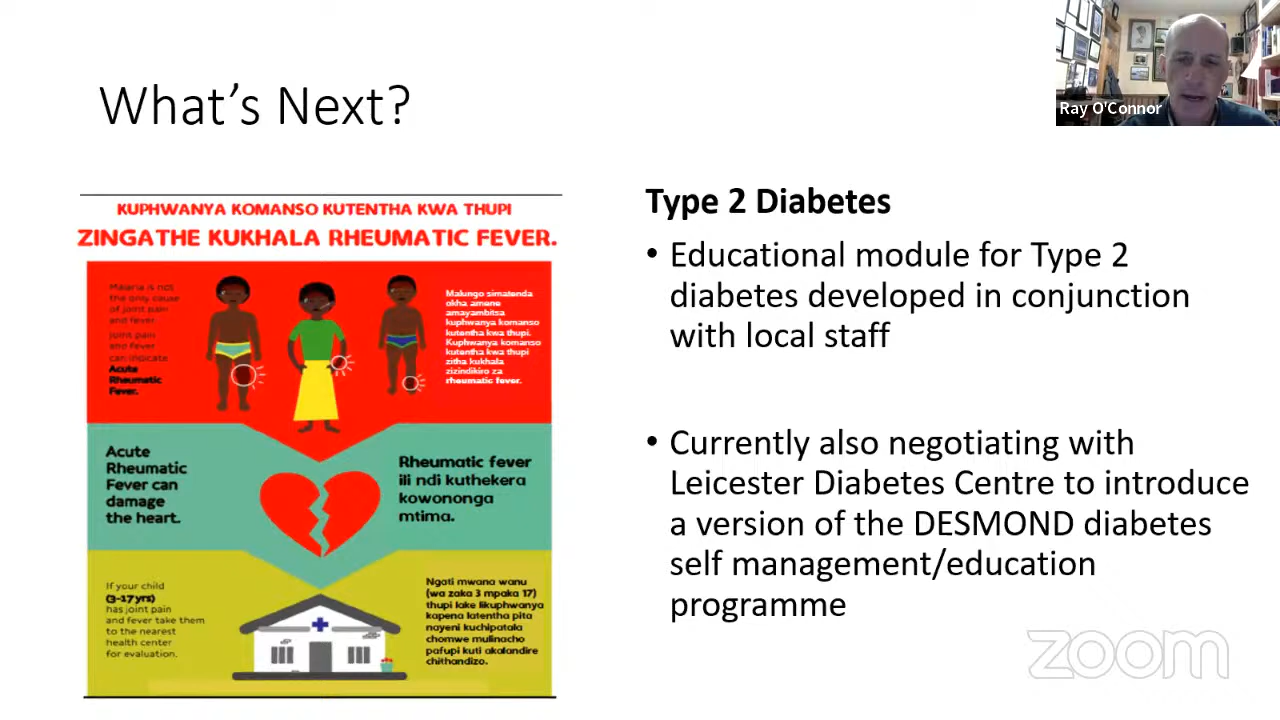 What's Next?
Ray O'Connor
KUPHWANYA KOMANSO KUTENTHA KWA THUPI
ZINGATHE KUKHALA RHEUMATIC FEVER.
Malaria is not
the only cause
of joint pain
and fever
Joint pain
and fever
can indicate
Acute
Rheumatic
Fever.
Malungo simatenda
okha amene
amayambitsa
kuphwanya komanso
kutentha kwa thupi.
Kuphwanya komanso
kutentha kwa thupi
zitha kukhala
zizindikiro za
rheumatic fever.
Acute
Rheumatic
Fever can
damage
the heart.
Rheumatic fever
ili ndi kuthekera
kowononga
mtima.
If your child
(3-17yrs)
has joint pain
and fever take them
to the nearest
health center
for evaluation.
Ngati mwana wanu
(wa zaka 3 mpaka 17)
thupi lake likuphwanya
kapena latentha pita
nayeni kuchipatala
chomwe mulinacho
pafupi kuti akalandire
chithandizo.
Type 2 Diabetes
• Educational module for Type 2
diabetes developed in conjunction
with local staff
• Currently also negotiating with
Leicester Diabetes Centre to introduce
a version of the DESMOND diabetes
self management/education
programme
zoom